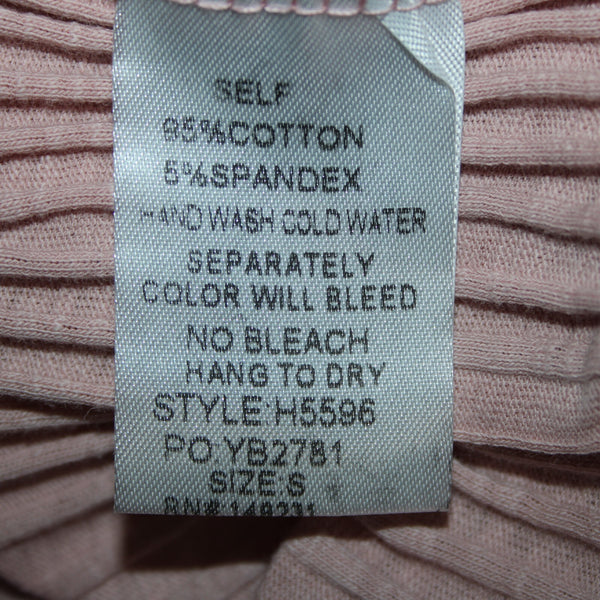 SELF
95%COTTON
5%SPANDEX
HAND WASH COLD WATER
SEPARATELY
COLOR WILL BLEED
NO BLEACH
HANG TO DRY
STYLE:H5596
PO:YB2781
SIZE:S
RN#:149231